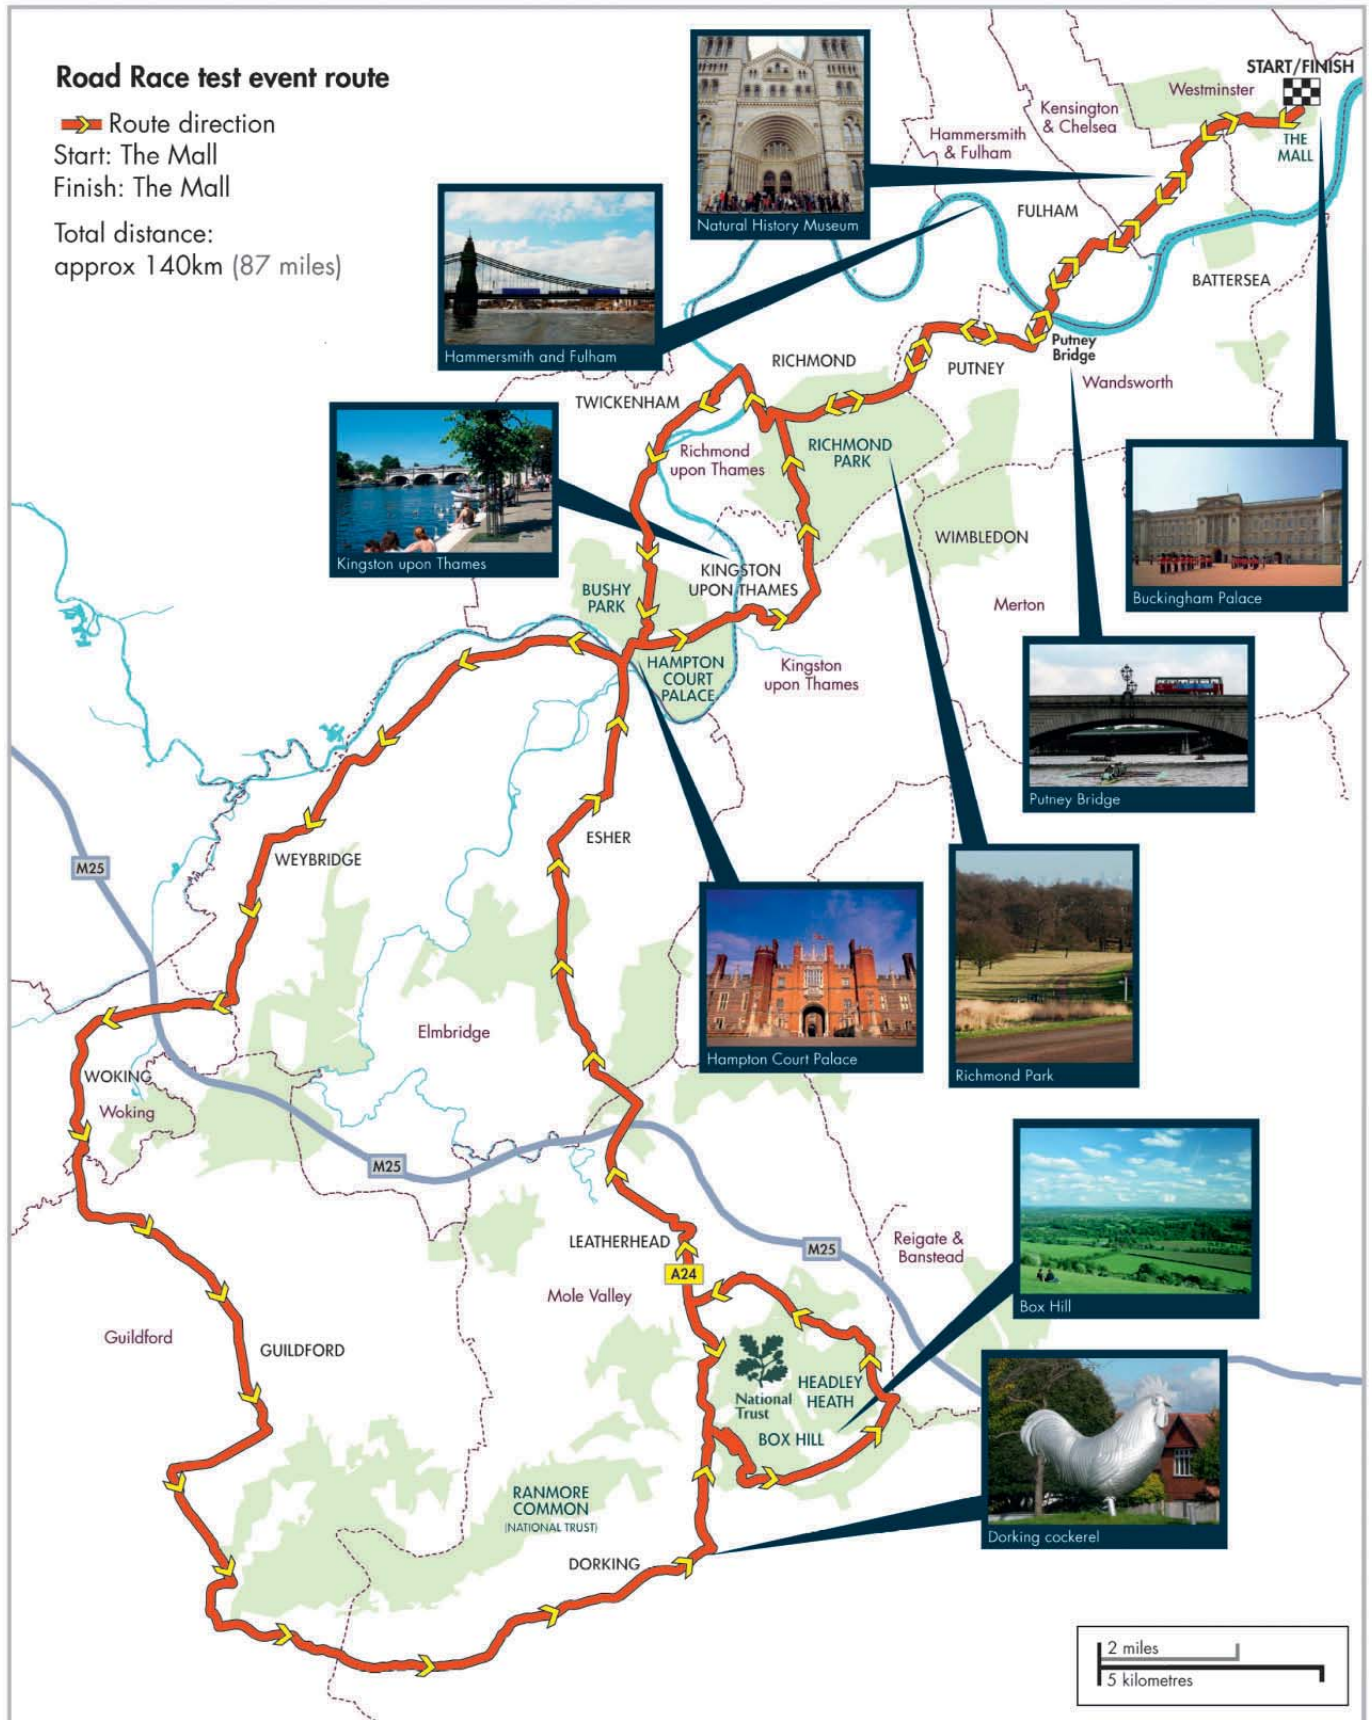 Road Race test event route
Route direction
Start: The Mall
Finish: The Mall
Total distance:
approx 140km (87 miles)
START/FINISH
Westminster
Kensington
& Chelsea
Hammersmith
& Fulham
THE
MALL
Natural History Museum
FULHAM
BATTERSEA
Hammersmith and Fulham
Putney
Bridge
RICHMOND
PUTNEY
Wandsworth
TWICKENHAM
Richmond
upon Thames
RICHMOND
PARK
WIMBLEDON
Kingston upon Thames
KINGSTON
UPON THAMES
BUSHY
PARK
Buckingham Palace
Merton
HAMPTON
COURT
PALACE
Kingston
upon Thames
Putney Bridge
ESHER
WEYBRIDGE
M25
Elmbridge
Hampton Court Palace
Richmond Park
WOKING
Woking
M25
LEATHERHEAD
A24
M25
Reigate &
Banstead
Mole Valley
Box Hill
Guildford
GUILDFORD
National
Trust
HEADLEY
HEATH
BOX HILL
RANMORE
COMMON
(NATIONAL TRUST)
DORKING
Dorking cockerel
2 miles
5 kilometres